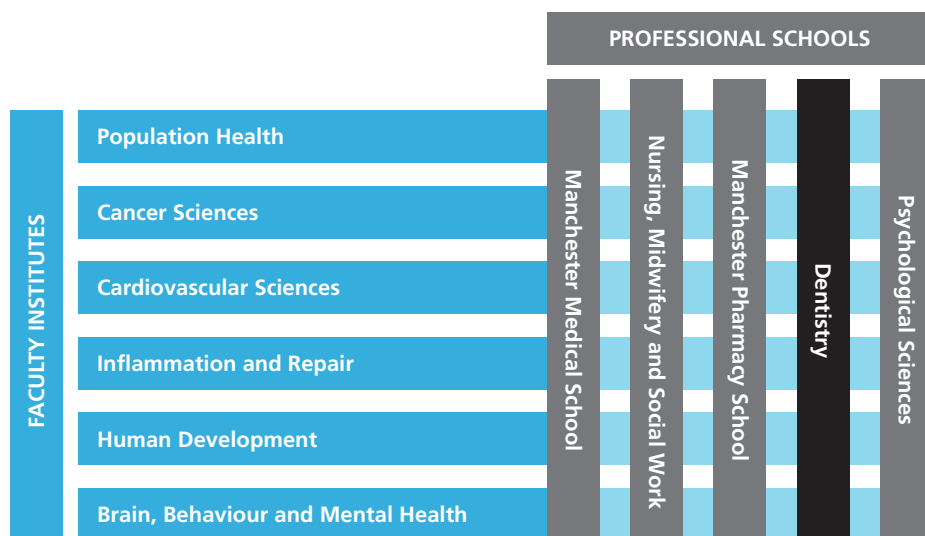 PROFESSIONAL SCHOOLS
FACULTY INSTITUTES
Population Health
Cancer Sciences
Cardiovascular Sciences
Inflammation and Repair
Human Development
Brain, Behaviour and Mental Health
Manchester Medical School
Nursing, Midwifery and Social Work
Manchester Pharmacy School
Dentistry
Psychological Sciences